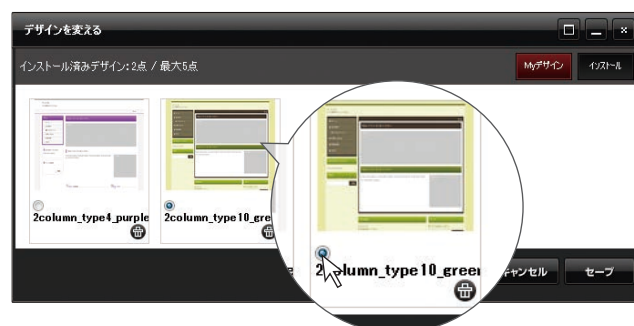 デザインを変える
インストール済みデザイン:2点 / 最大5点
Myデザイン
インストール
2column_type4_purple
2column_type10_gre
2column_type10_green
キャンセル
セーブ